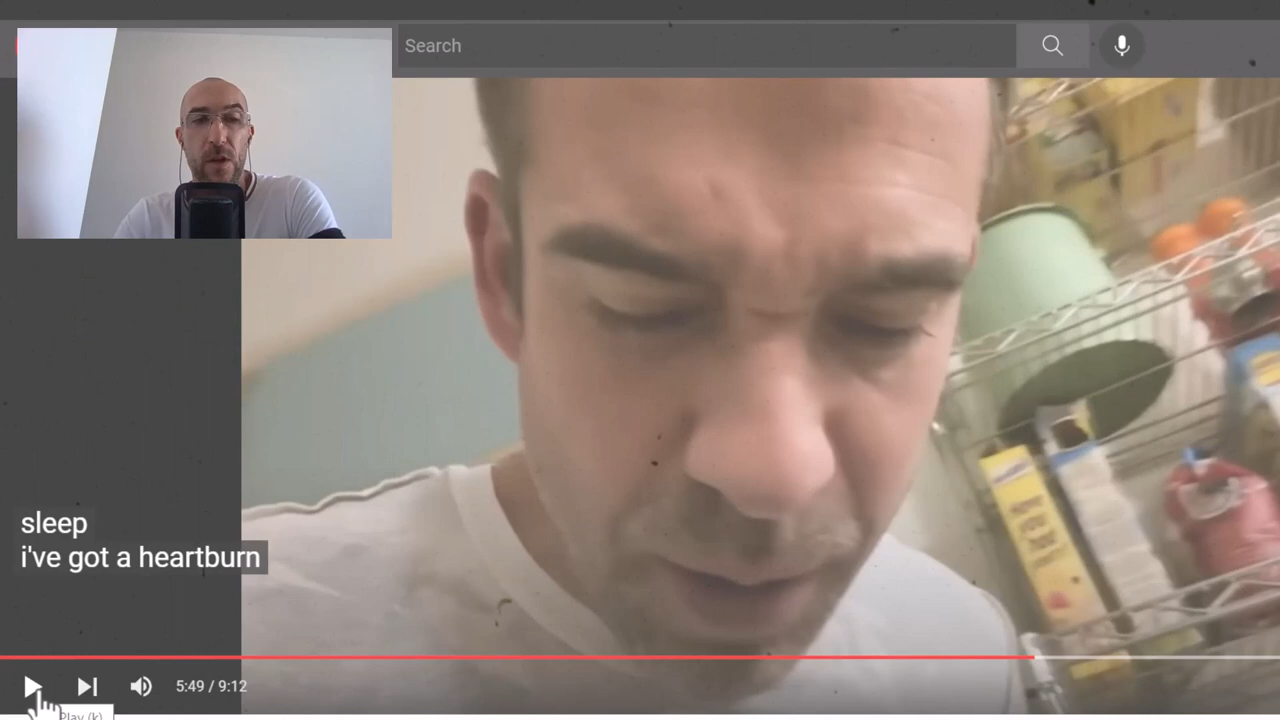 Search
sleep
i've got a heartburn
5:49 / 9:12
Play (k)